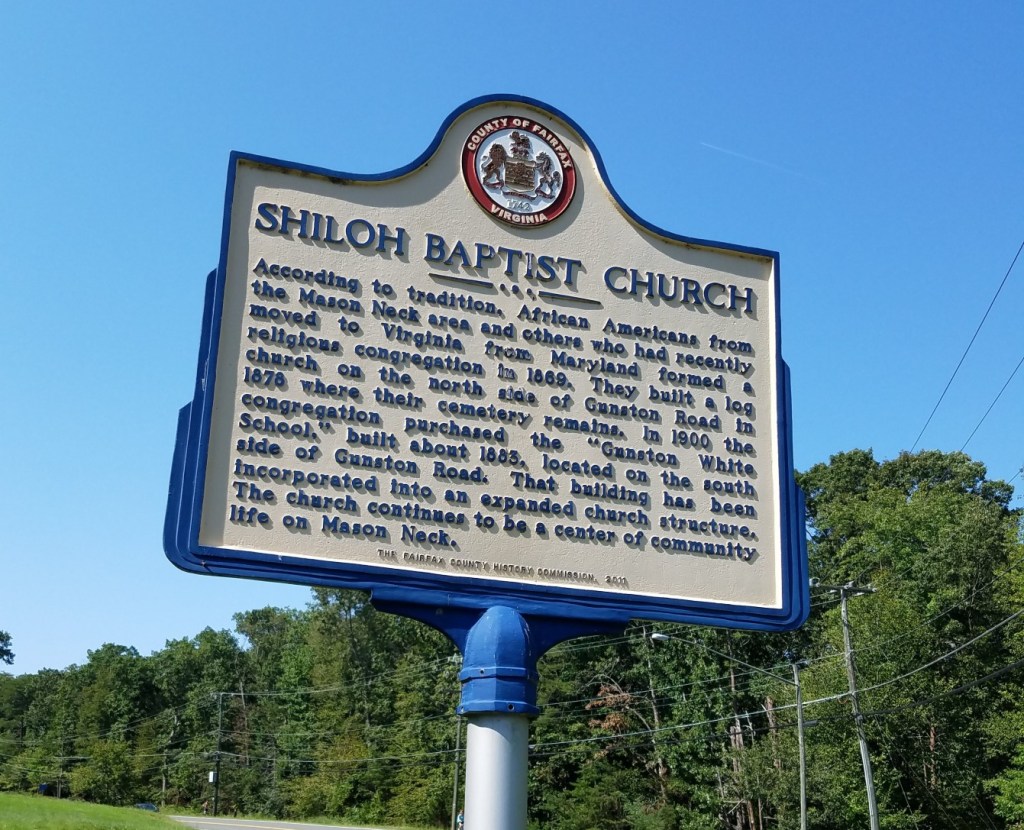 COUNTY OF FAIRFAX
1742
VIRGINIA
SHILOH BAPTIST CHURCH
According to tradition, African Americans from
the Mason Neck area and others who had recently
moved to Virginia from Maryland formed a
religious congregation in 1869. They built a log
church on the north side of Gunston Road in
1878 where their cemetery remains. In 1900 the
congregation purchased the "Gunston White
School," built about 1883, located on the south
side of Gunston Road. That building has been
incorporated into an expanded church structure.
The church continues to be a center of community
life on Mason Neck.
THE FAIRFAX COUNTY HISTORY COMMISSION, 2011